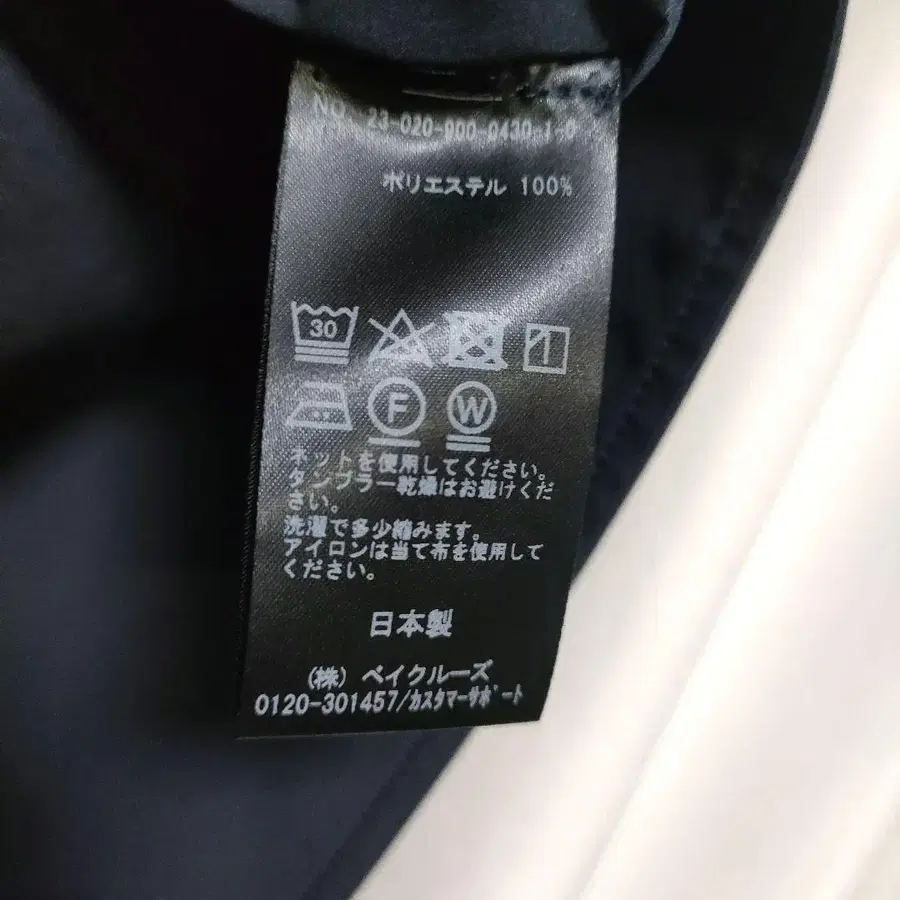 NO. 23-020-900-0430-1-0
ポリエステル 100%
30
F W
ネットを使用してください。
タンブラー乾燥はお避けくだ
さい。
洗濯で多少縮みます。
アイロンは当て布を使用して
ください。
日本製
(株) ベイクルーズ
0120-301457/カスタマーサポート